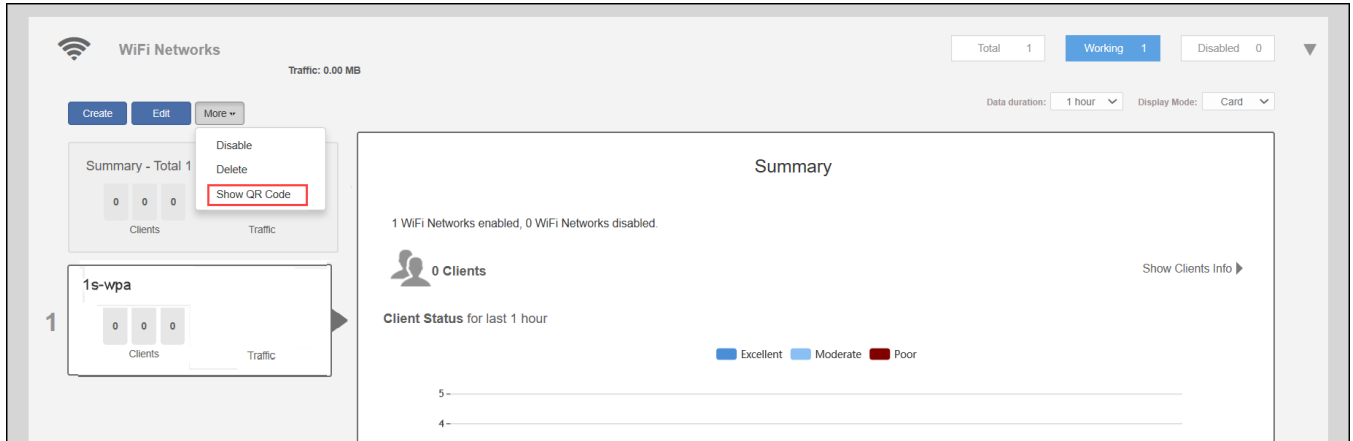 WiFi Networks
Traffic: 0.00 MB
Total 1
Working 1
Disabled 0
Data duration: 1 hour
Display Mode: Card
Create
Edit
More
Disable
Delete
Show QR Code
Summary - Total 1
0 0 0
Clients
Traffic
1
1s-wpa
0 0 0
Clients
Traffic
Summary
1 WiFi Networks enabled, 0 WiFi Networks disabled.
0 Clients
Show Clients Info
Client Status for last 1 hour
Excellent Moderate Poor
5
4